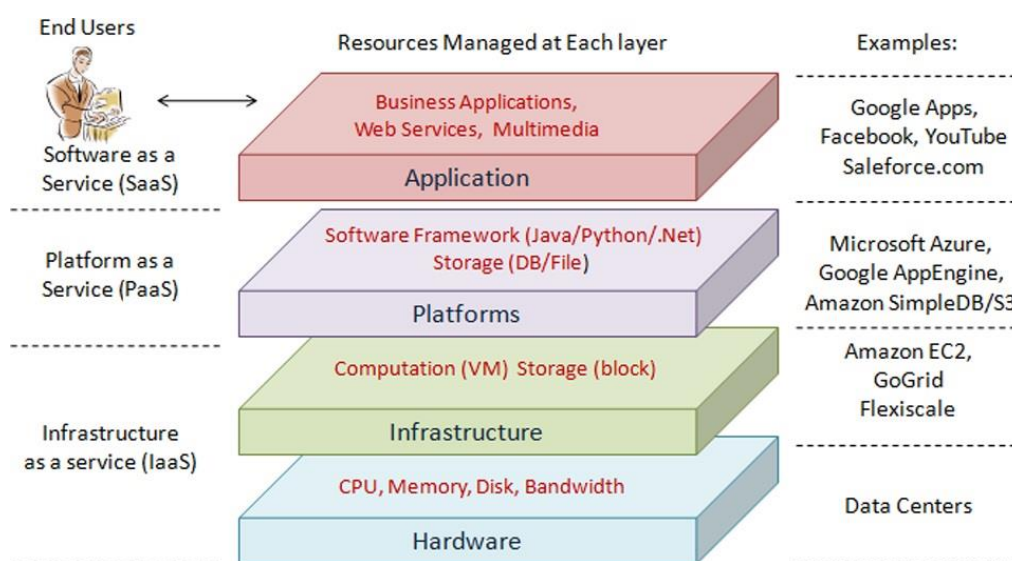 End Users
Resources Managed at Each layer
Examples:
Business Applications,
Web Services, Multimedia
Application
Software as a
Service (SaaS)
Google Apps,
Facebook, YouTube
Saleforce.com
Software Framework (Java/Python/.Net)
Storage (DB/File)
Platforms
Platform as a
Service (PaaS)
Microsoft Azure,
Google AppEngine,
Amazon SimpleDB/S3
Computation (VM) Storage (block)
Infrastructure
Amazon EC2,
GoGrid
Flexiscale
Infrastructure
as a service (IaaS)
CPU, Memory, Disk, Bandwidth
Hardware
Data Centers